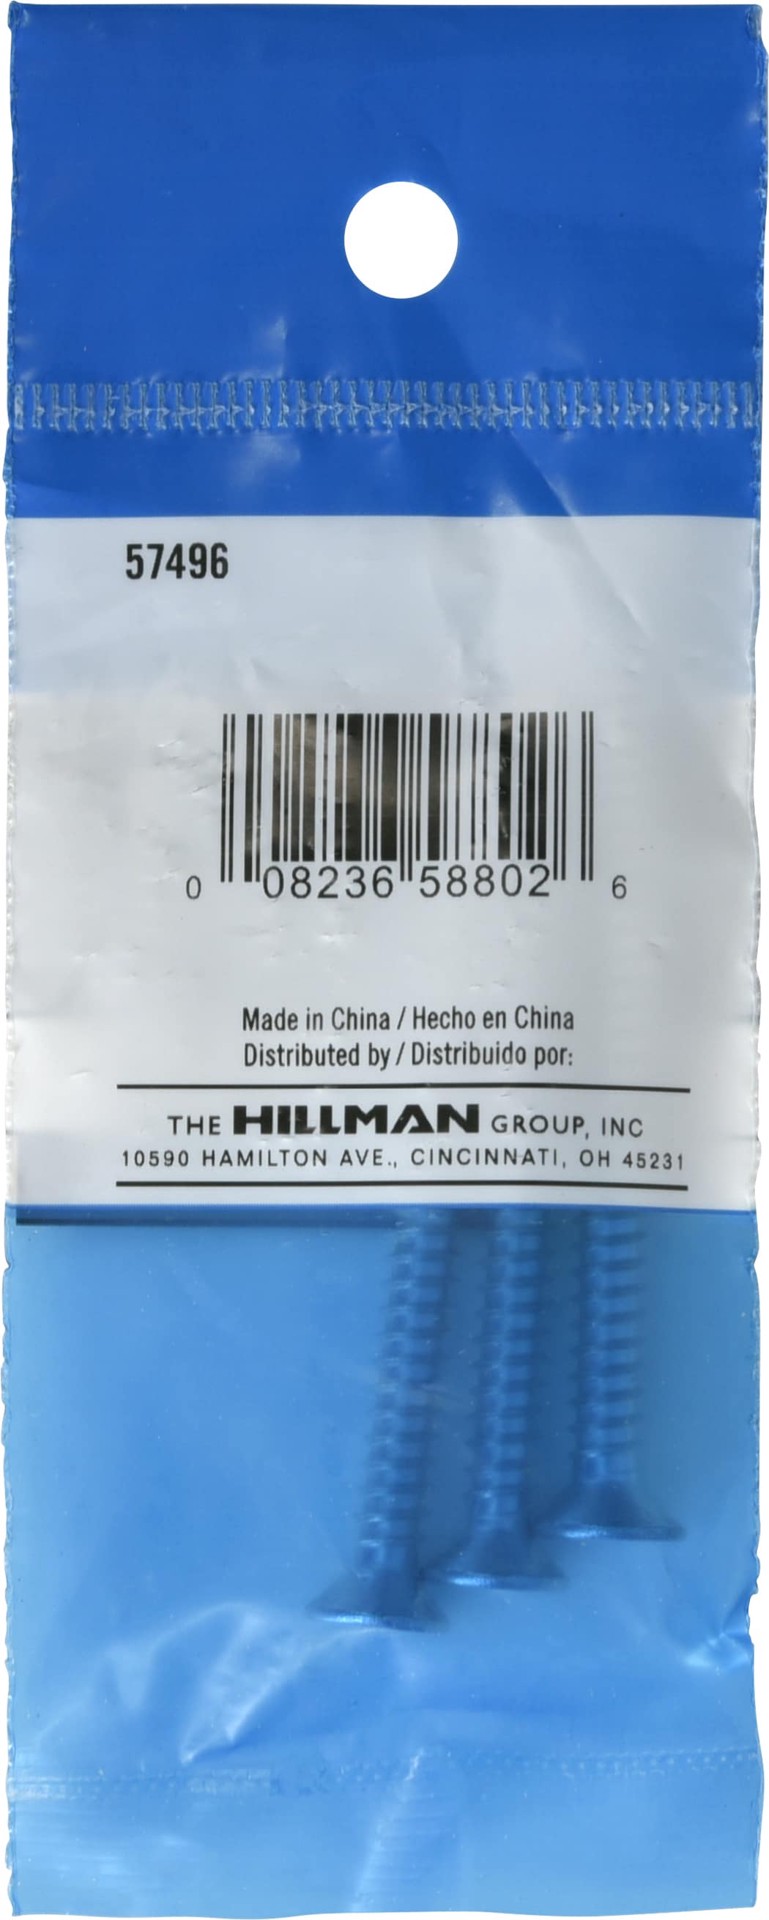 57496
0 08236 58802 6
Made in China / Hecho en China
Distributed by / Distribuido por:
THE HILLMAN GROUP, INC
10590 HAMILTON AVE., CINCINNATI, OH 45231